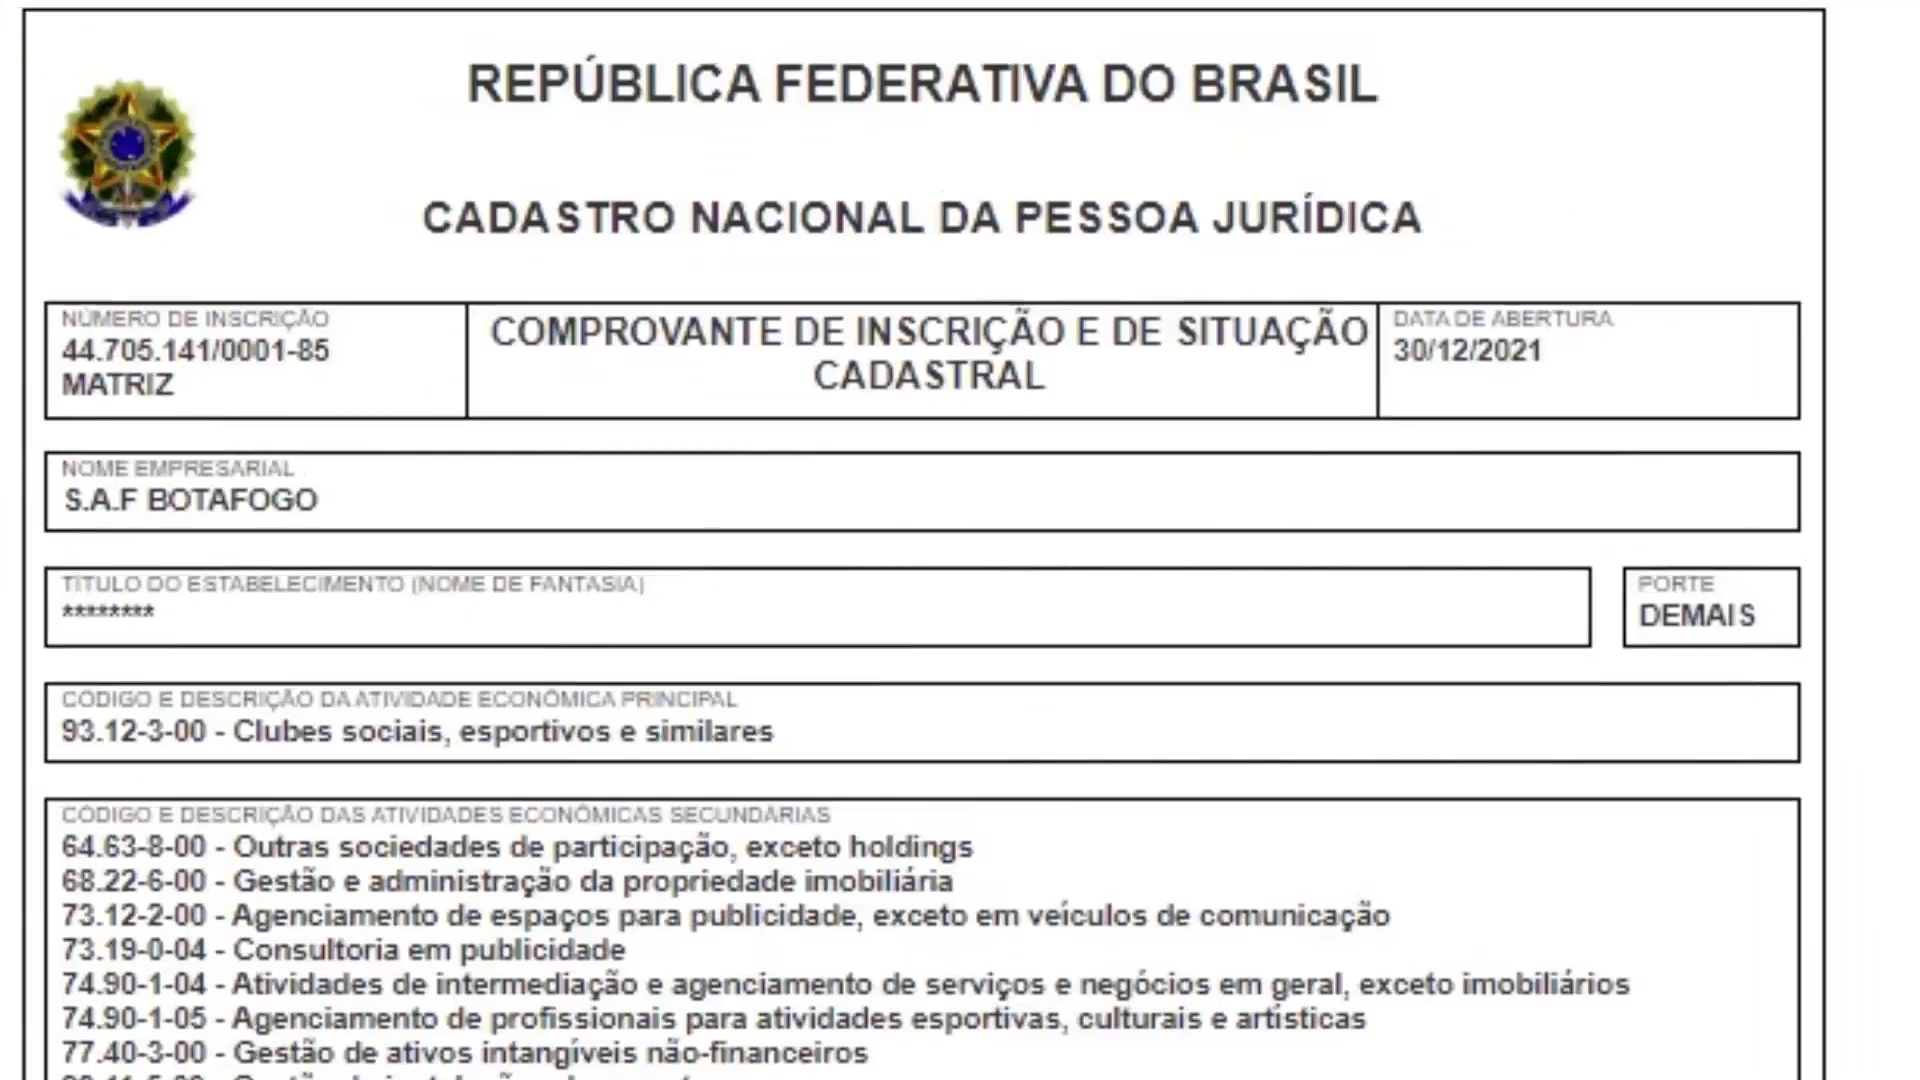 REPÚBLICA FEDERATIVA DO BRASIL
CADASTRO NACIONAL DA PESSOA JURÍDICA
NÚMERO DE INSCRIÇÃO
44.705.141/0001-85
MATRIZ
COMPROVANTE DE INSCRIÇÃO E DE SITUAÇÃO
CADASTRAL
DATA DE ABERTURA
30/12/2021
NOME EMPRESARIAL
S.A.F BOTAFOGO
TÍTULO DO ESTABELECIMENTO (NOME DE FANTASIA)
********
PORTE
DEMAIS
CÓDIGO E DESCRIÇÃO DA ATIVIDADE ECONÔMICA PRINCIPAL
93.12-3-00 - Clubes sociais, esportivos e similares
CÓDIGO E DESCRIÇÃO DAS ATIVIDADES ECONÔMICAS SECUNDÁRIAS
64.63-8-00 - Outras sociedades de participação, exceto holdings
68.22-6-00 - Gestão e administração da propriedade imobiliária
73.12-2-00 - Agenciamento de espaços para publicidade, exceto em veículos de comunicação
73.19-0-04 - Consultoria em publicidade
74.90-1-04 - Atividades de intermediação e agenciamento de serviços e negócios em geral, exceto imobiliários
74.90-1-05 - Agenciamento de profissionais para atividades esportivas, culturais e artísticas
77.40-3-00 - Gestão de ativos intangíveis não-financeiros